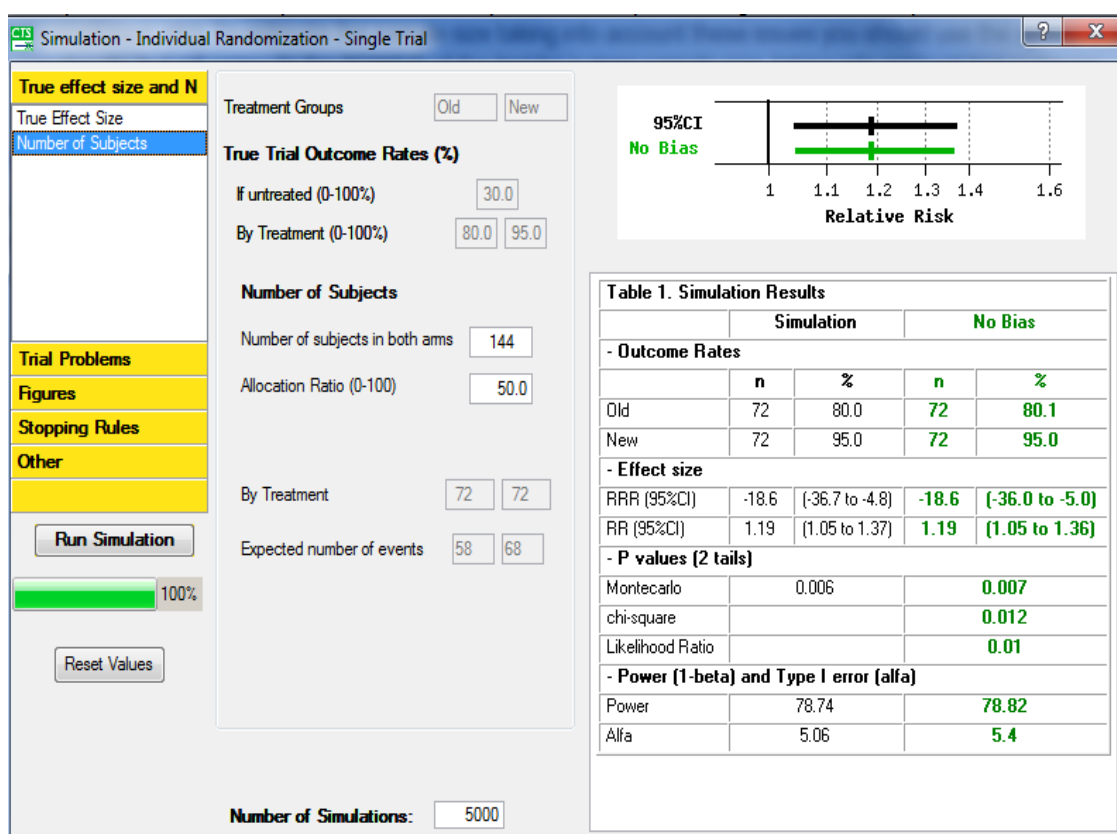 CTS Simulation - Individual Randomization - Single Trial
? X
True effect size and N
True Effect Size
Number of Subjects
Trial Problems
Figures
Stopping Rules
Other
Run Simulation
100%
Reset Values
Treatment Groups Old New
True Trial Outcome Rates (%)
If untreated (0-100%) 30.0
By Treatment (0-100%) 80.0 95.0
Number of Subjects
Number of subjects in both arms 144
Allocation Ratio (0-100) 50.0
By Treatment 72 72
Expected number of events 58 68
Number of Simulations: 5000
95%CI
No Bias
1 1.1 1.2 1.3 1.4 1.6
Relative Risk
Table 1. Simulation Results
Simulation No Bias
- Outcome Rates
n % n %
Old 72 80.0 72 80.1
New 72 95.0 72 95.0
- Effect size
RRR (95%CI) -18.6 (-36.7 to -4.8) -18.6 (-36.0 to -5.0)
RR (95%CI) 1.19 (1.05 to 1.37) 1.19 (1.05 to 1.36)
- P values (2 tails)
Montecarlo 0.006 0.007
chi-square 0.012
Likelihood Ratio 0.01
- Power (1-beta) and Type I error (alfa)
Power 78.74 78.82
Alfa 5.06 5.4